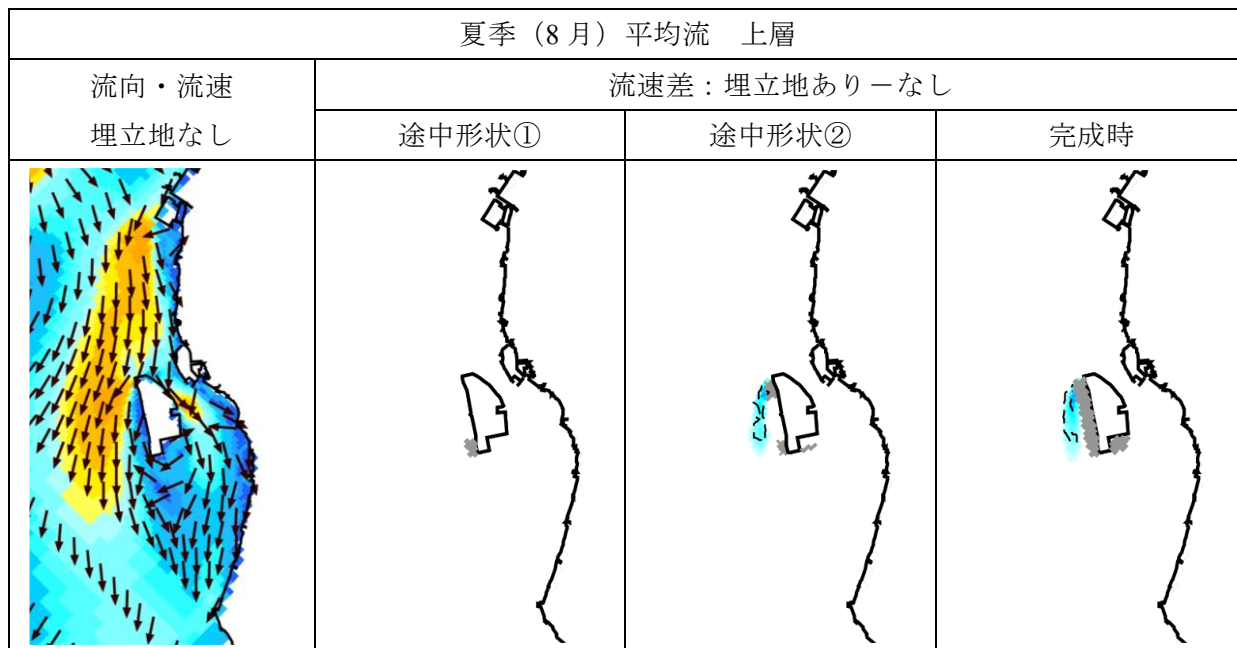 夏季（8月）平均流　上層
流向・流速
埋立地なし
流速差：埋立地あり－なし
途中形状①
途中形状②
完成時